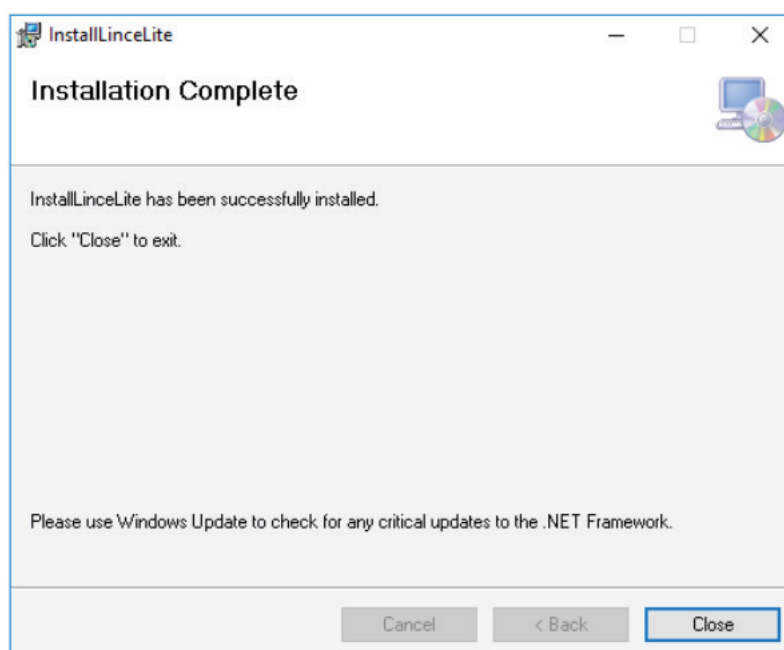 InstallLinceLite
Installation Complete
InstallLinceLite has been successfully installed.
Click "Close" to exit.
Please use Windows Update to check for any critical updates to the .NET Framework.
Cancel
< Back
Close